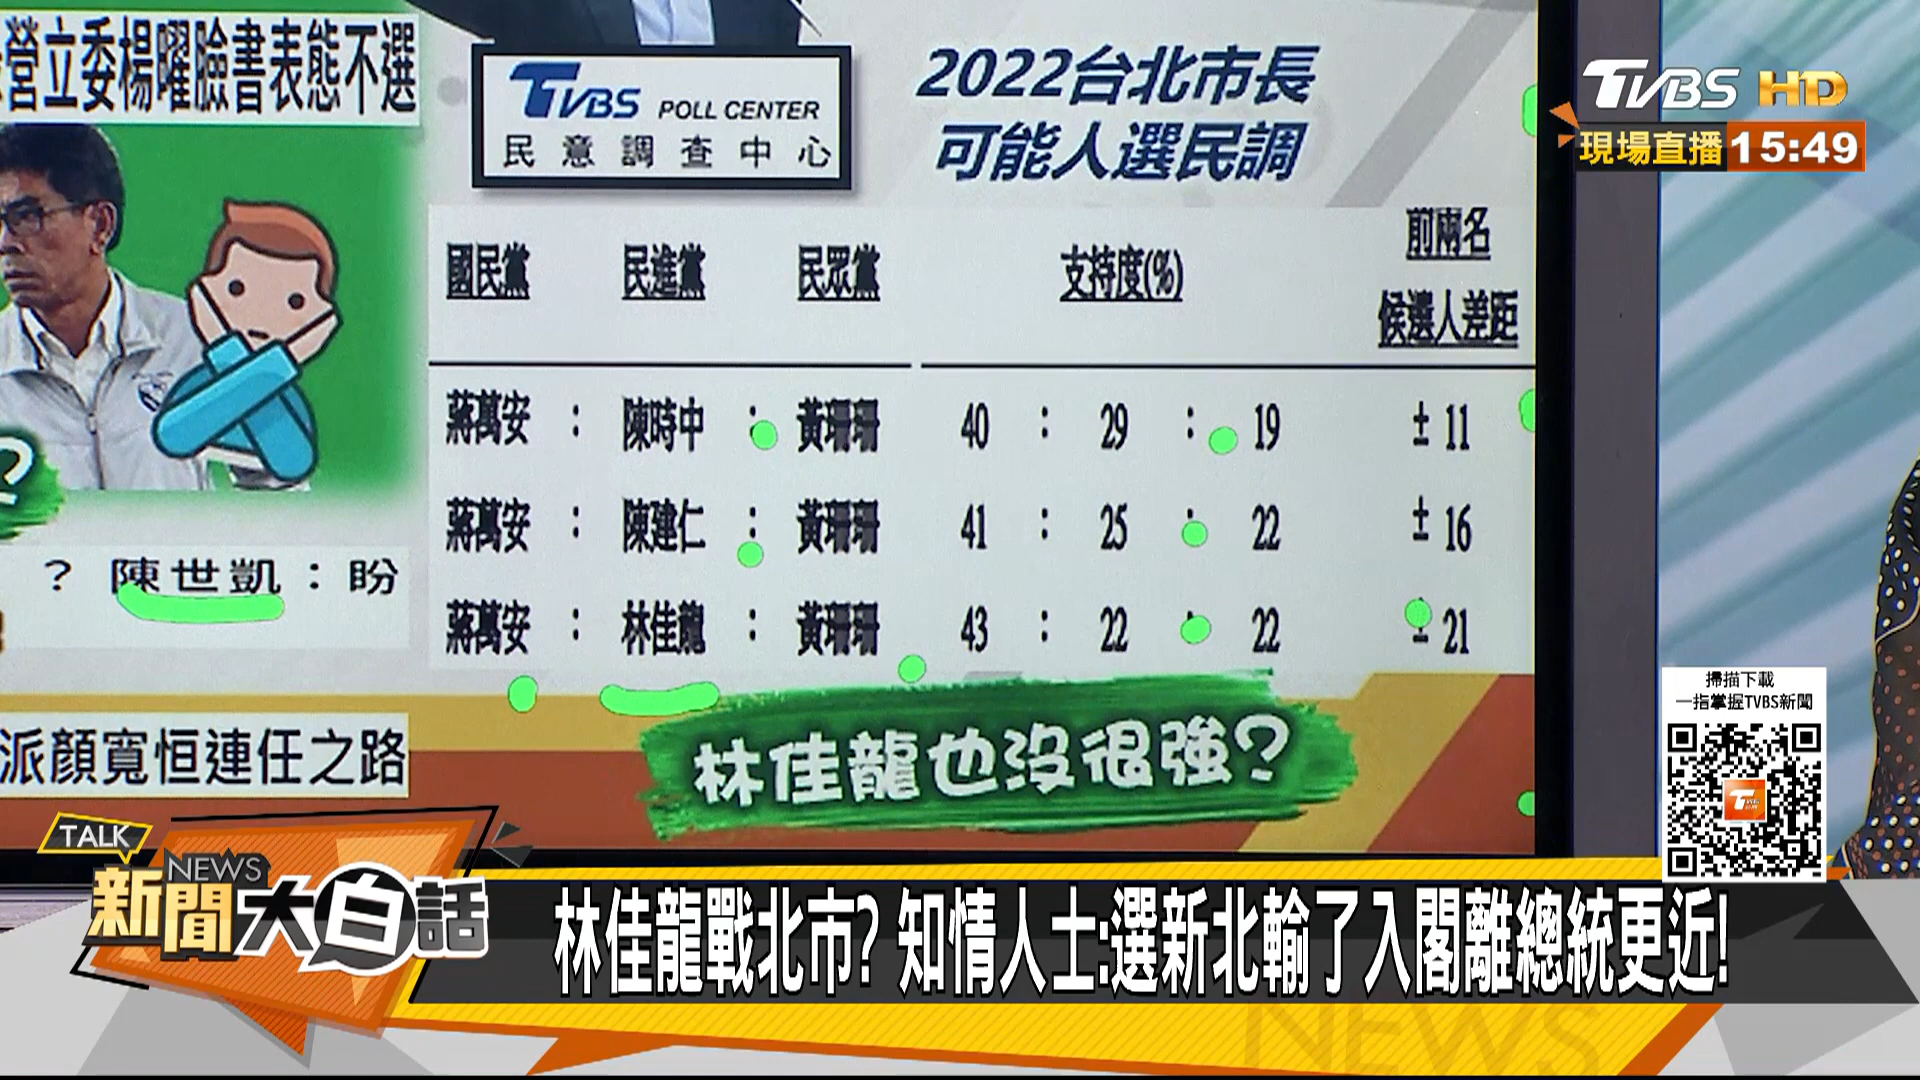 營立委楊曜臉書表態不選
TVBS POLL CENTER
民意調查中心
2022台北市長
可能人選民調
TVBS HD
現場直播 15:49
國民黨 民進黨 民眾黨 支持度(%) 前兩名
候選人差距
蔣萬安 : 陳時中 : 黃珊珊 40 : 29 : 19 ± 11
蔣萬安 : 陳建仁 : 黃珊珊 41 : 25 : 22 ± 16
蔣萬安 : 林佳龍 : 黃珊珊 43 : 22 : 22 ± 21
?
? 陳世凱:盼
派顏寬恒連任之路
林佳龍也沒很強?
掃描下載
一指掌握TVBS新聞
TALK
NEWS
新聞大白話
林佳龍戰北市? 知情人士:選新北輸了入閣離總統更近!
NEWS